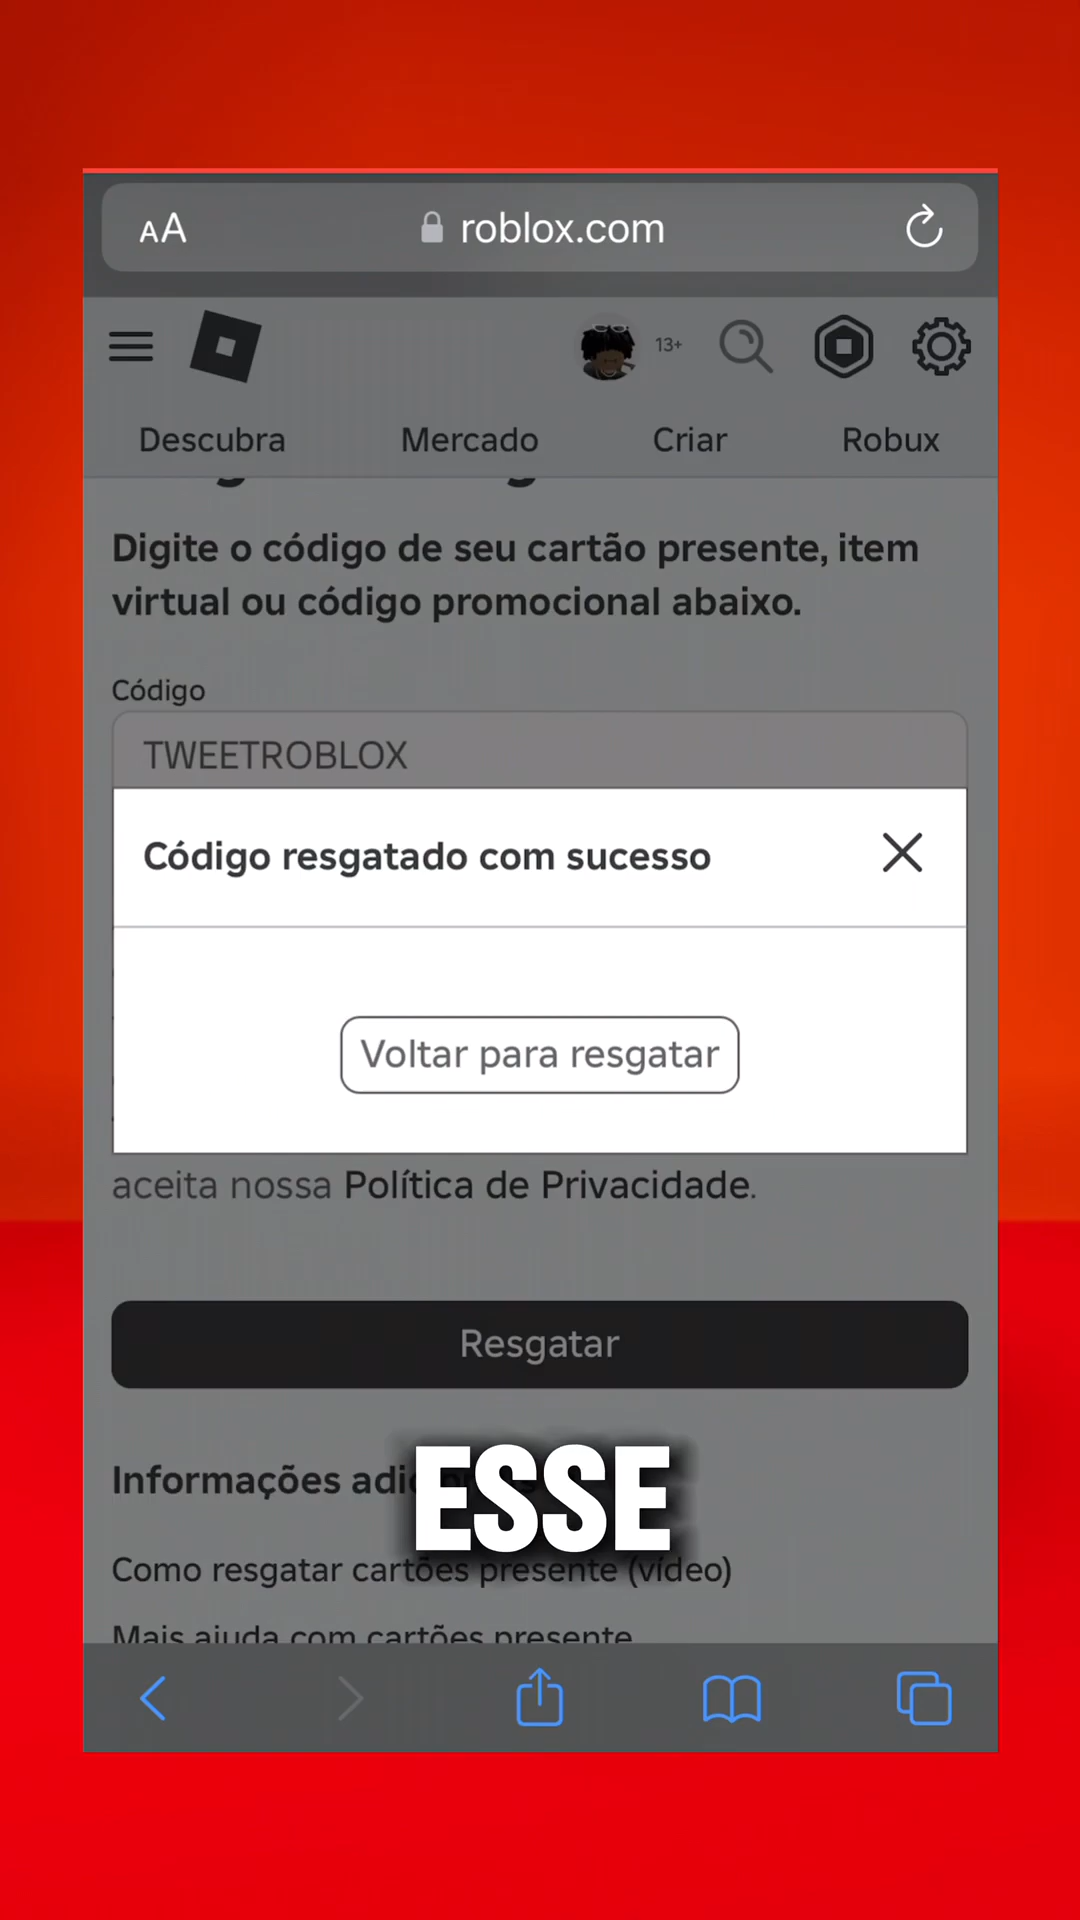 AA roblox.com
13+
Descubra Mercado Criar Robux
Digite o código de seu cartão presente, item
virtual ou código promocional abaixo.
Código
TWEETROBLOX
Código resgatado com sucesso
Voltar para resgatar
aceita nossa Política de Privacidade.
Resgatar
Informações
ESSE
Como resgatar cartões presente (vídeo)
Mais ajuda com cartões presente